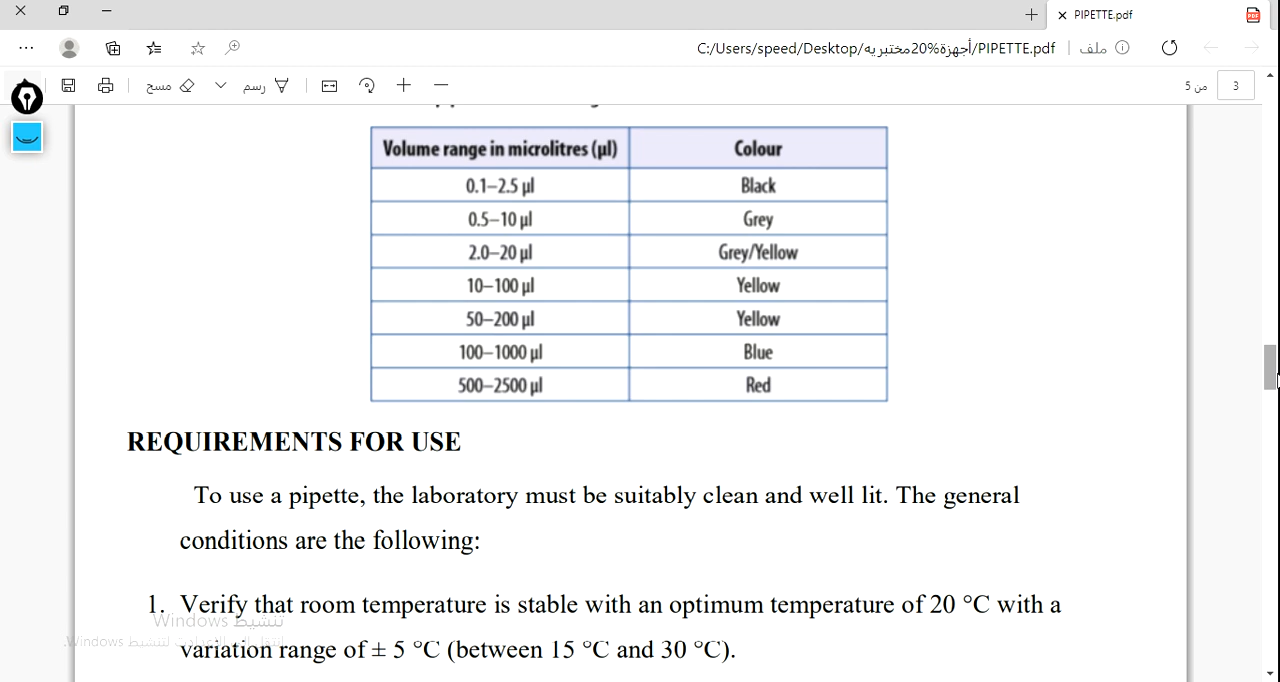 PIPETTE.pdf
C:/Users/speed/Desktop/أجهزة%20مختبريه/PIPETTE.pdf | ملف
مسح
رسم
3 من 5
Volume range in microlitres (µl) Colour
0.1–2.5 µl Black
0.5–10 µl Grey
2.0–20 µl Grey/Yellow
10–100 µl Yellow
50–200 µl Yellow
100–1000 µl Blue
500–2500 µl Red
REQUIREMENTS FOR USE
To use a pipette, the laboratory must be suitably clean and well lit. The general
conditions are the following:
1. Verify that room temperature is stable with an optimum temperature of 20 °C with a
تنشيط Windows
variation range of ± 5 °C (between 15 °C and 30 °C).